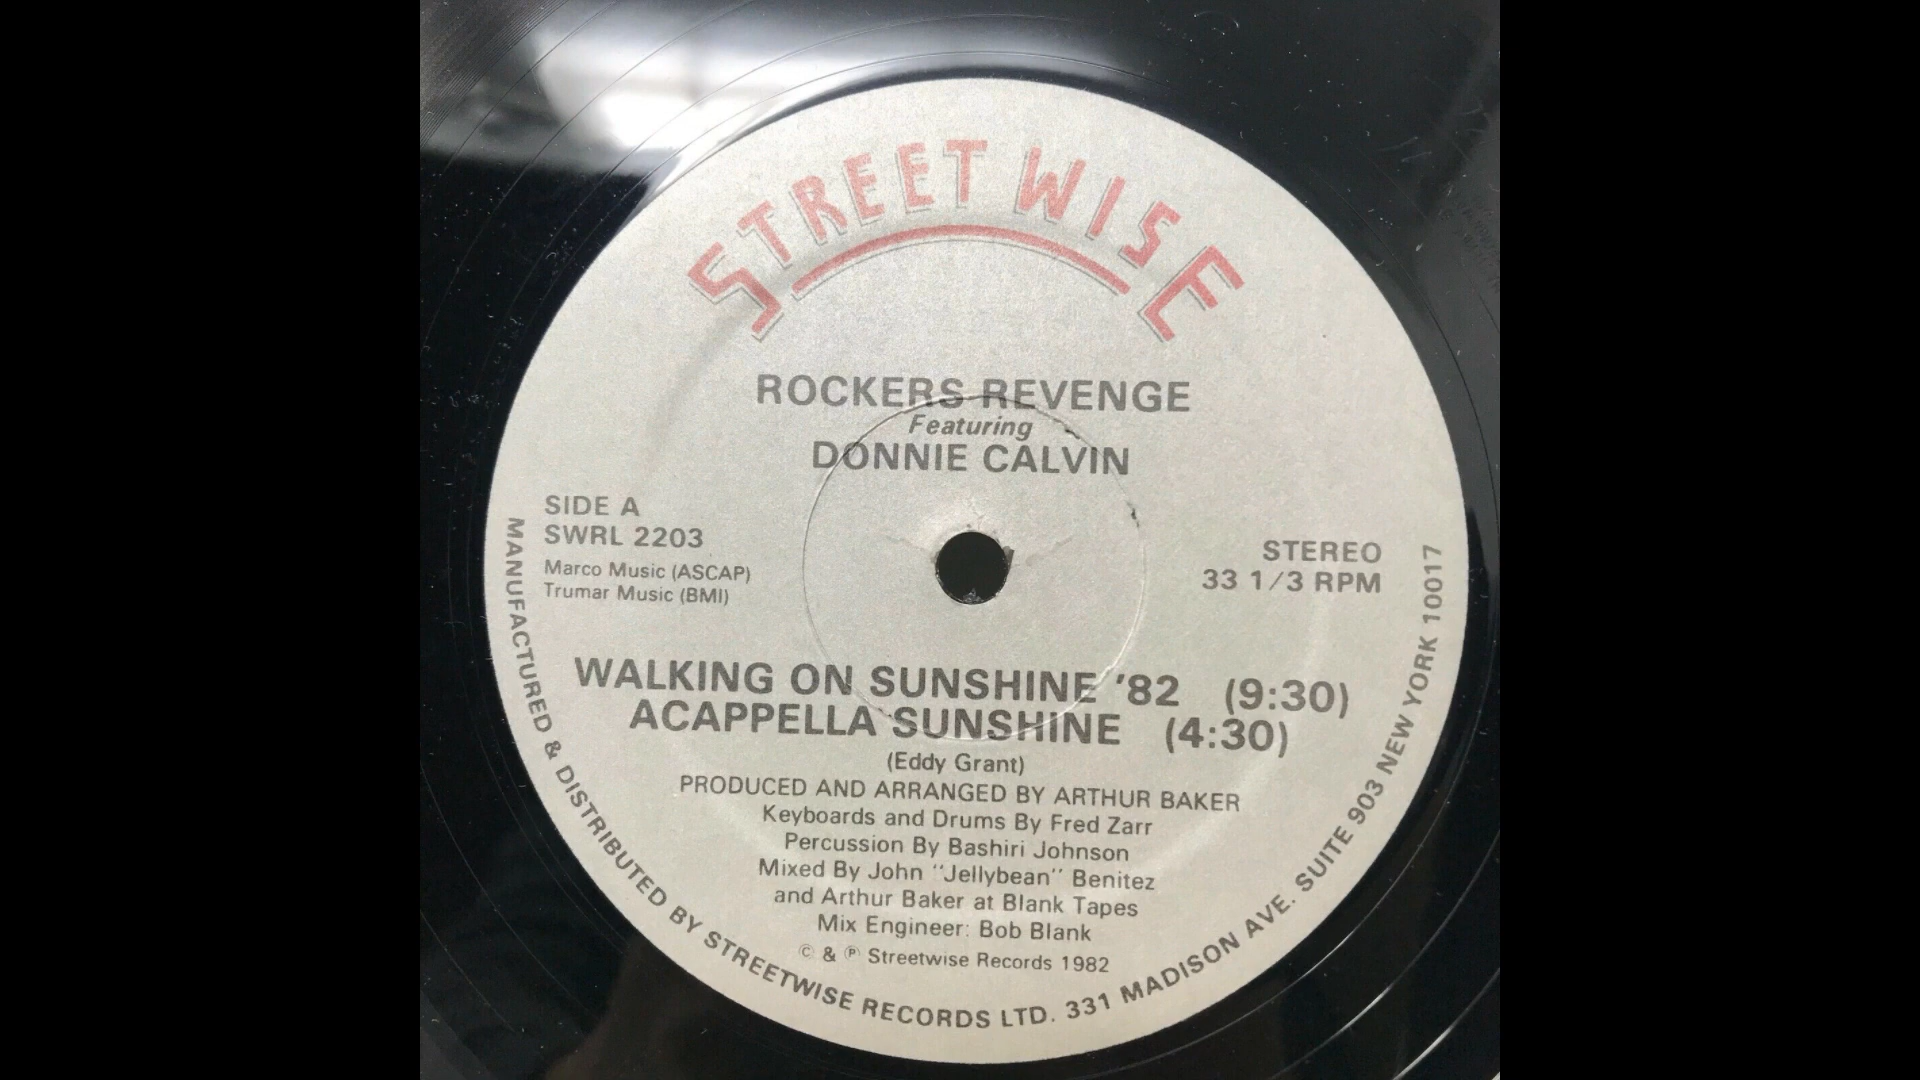 STREETWISE
ROCKERS REVENGE
Featuring
DONNIE CALVIN
SIDE A
SWRL 2203
Marco Music (ASCAP)
Trumar Music (BMI)
STEREO
33 1/3 RPM
WALKING ON SUNSHINE '82 (9:30)
ACAPPELLA SUNSHINE (4:30)
(Eddy Grant)
PRODUCED AND ARRANGED BY ARTHUR BAKER
Keyboards and Drums By Fred Zarr
Percussion By Bashiri Johnson
Mixed By John "Jellybean" Benitez
and Arthur Baker at Blank Tapes
Mix Engineer: Bob Blank
© & ℗ Streetwise Records 1982
MANUFACTURED & DISTRIBUTED BY STREETWISE RECORDS LTD. 331 MADISON AVE. SUITE 903 NEW YORK 10017